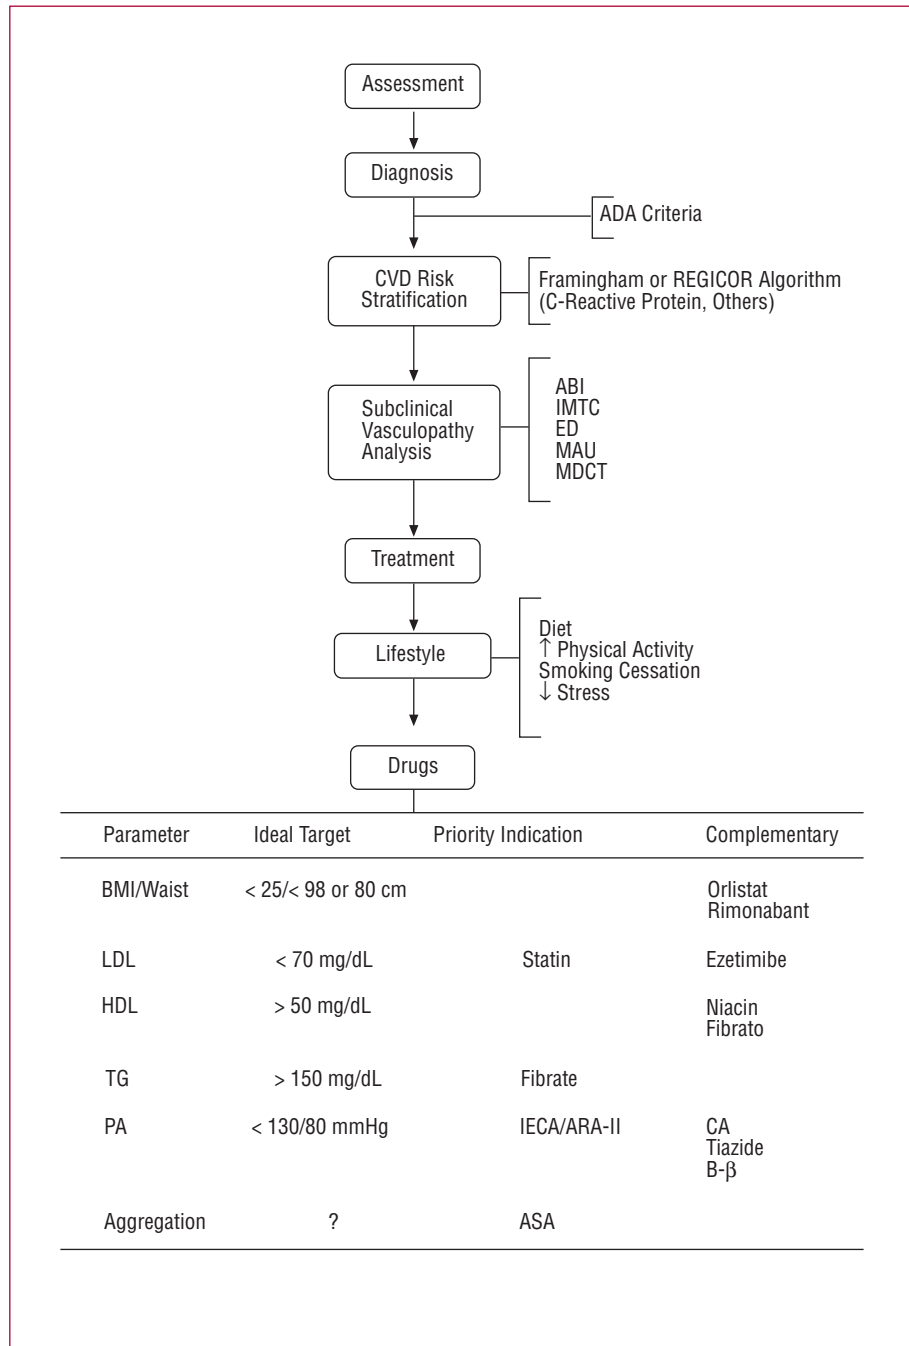 Assessment
Diagnosis
ADA Criteria
CVD Risk
Stratification
Framingham or REGICOR Algorithm
(C-Reactive Protein, Others)
Subclinical
Vasculopathy
Analysis
ABI
IMTC
ED
MAU
MDCT
Treatment
Lifestyle
Diet
↑ Physical Activity
Smoking Cessation
↓ Stress
Drugs
Parameter Ideal Target Priority Indication Complementary
BMI/Waist < 25/< 98 or 80 cm Orlistat
Rimonabant
LDL < 70 mg/dL Statin Ezetimibe
HDL > 50 mg/dL Niacin
Fibrato
TG > 150 mg/dL Fibrate
PA < 130/80 mmHg IECA/ARA-II CA
Tiazide
B-β
Aggregation ? ASA